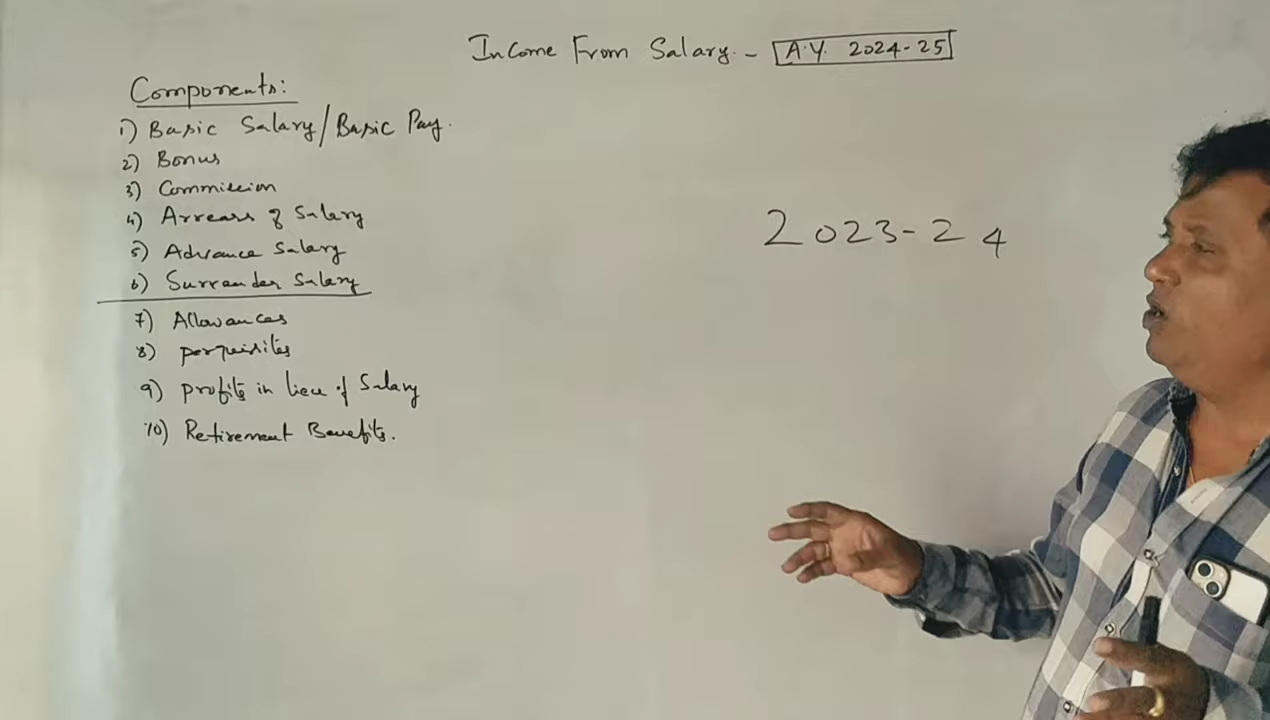 Income From Salary. - A.Y. 2024-25
Components:
1) Basic Salary/Basic Pay.
2) Bonus
3) Commission
4) Arrears of Salary
5) Advance Salary
6) Surrender Salary
7) Allowances
8) perquisites
9) profits in lieu of Salary
10) Retirement Benefits.
2023-24